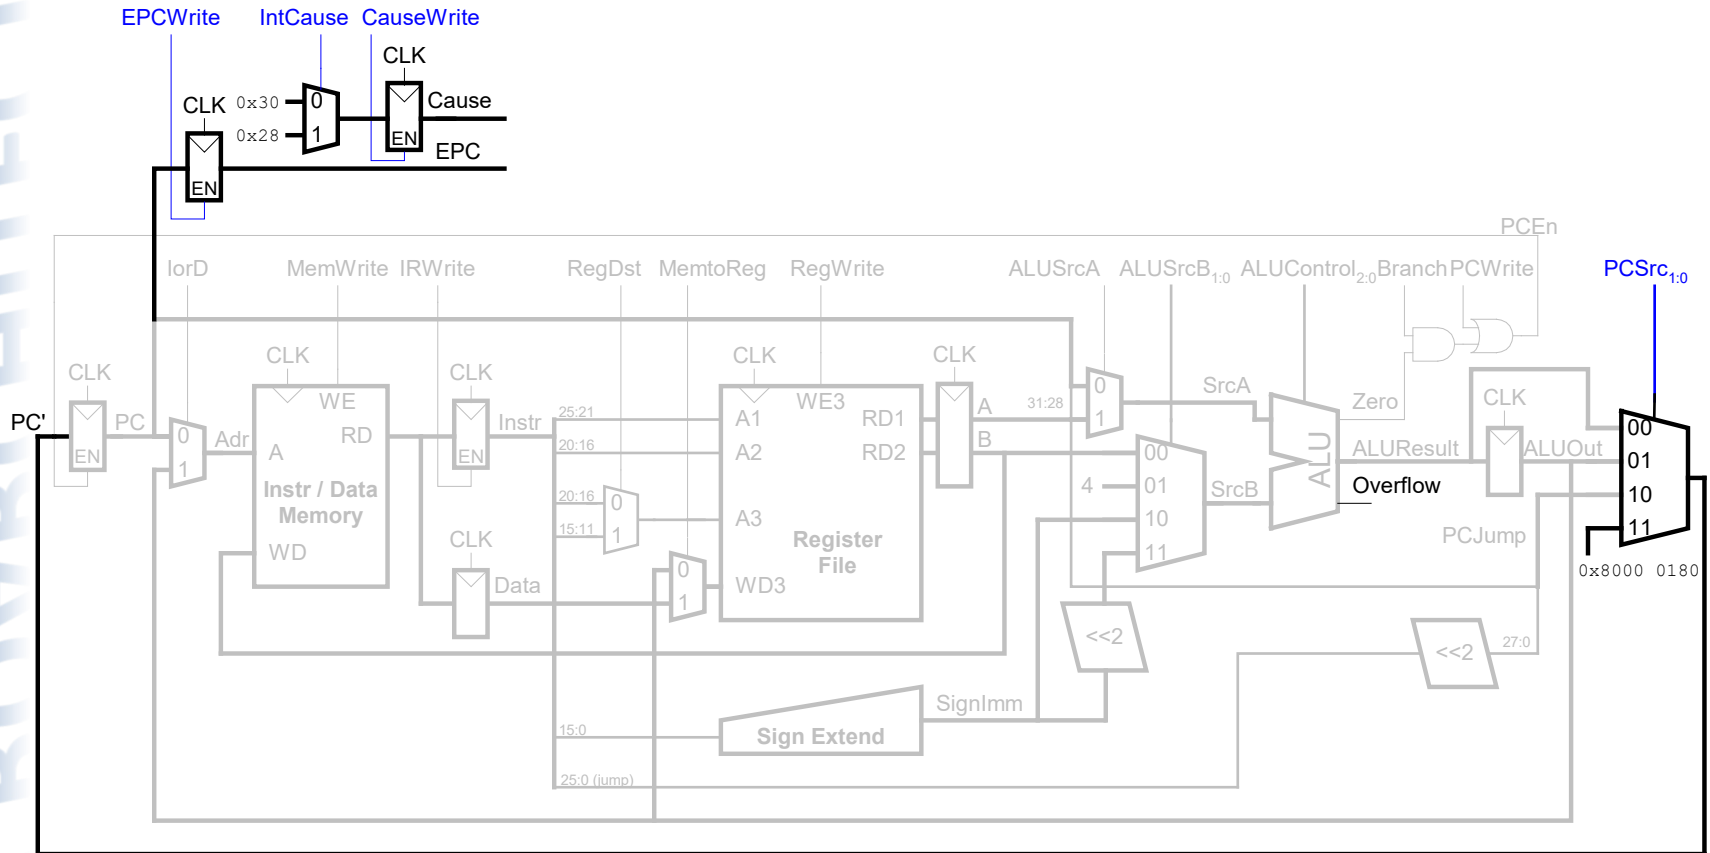 EPCWrite IntCause CauseWrite
CLK
CLK 0x30 0 Cause
0x28 1 EN
EPC
EN
PCEn
IorD MemWrite IRWrite RegDst MemtoReg RegWrite ALUSrcA ALUSrcB1:0 ALUControl2:0 Branch PCWrite PCSrc1:0
CLK CLK CLK CLK CLK
0 SrcA
WE WE3 A 31:28 Zero CLK
PC' PC 0 Adr A RD Instr 25:21 A1 RD1 1 00
EN 1 EN 20:16 A2 RD2 B 00 ALU ALUResult ALUOut 01
Instr / Data Memory 20:16 0 4 01 SrcB Overflow 10
15:11 1 A3 10 PCJump 11
WD CLK Register File 11
0 0x8000 0180
Data 1 WD3
<<2 <<2 27:0
SignImm
15:0 Sign Extend
25:0 (jump)